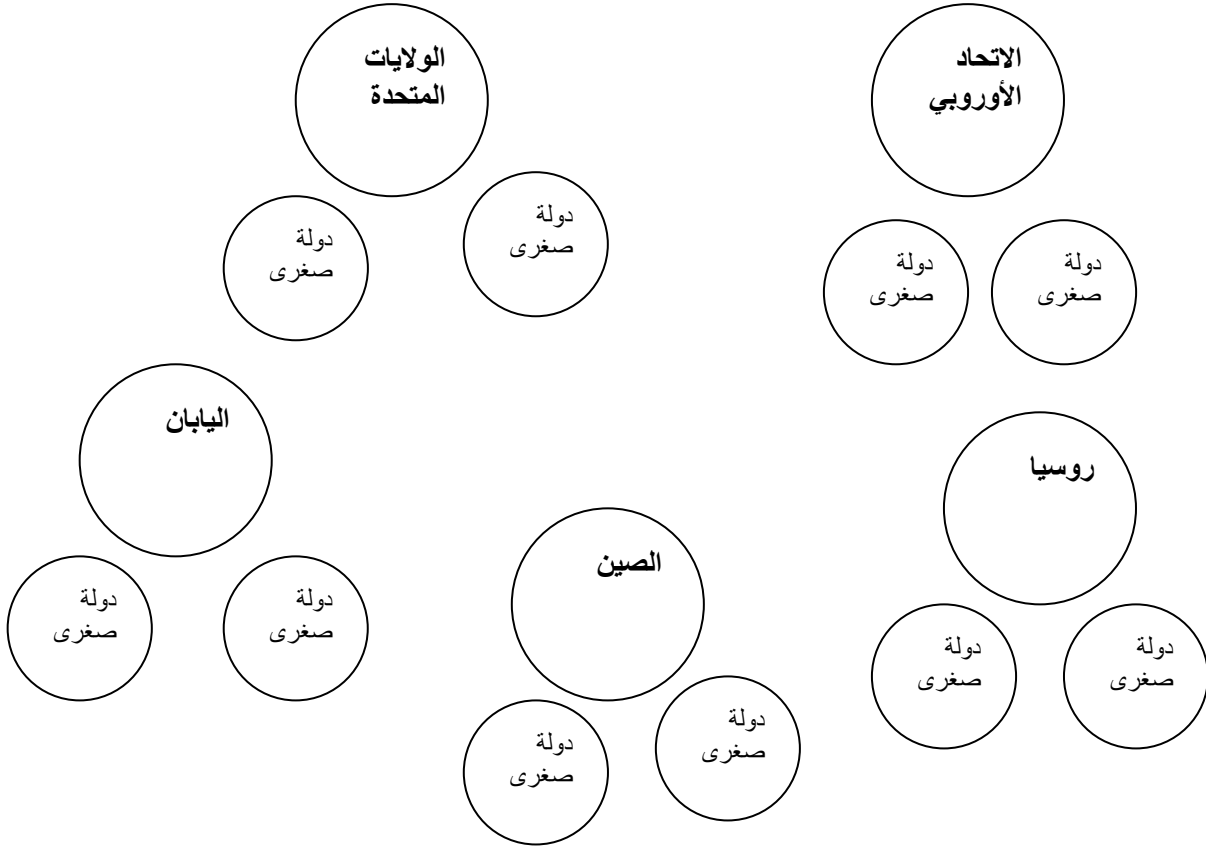 الاتحاد
الأوروبي
الولايات
المتحدة
دولة
صغرى
دولة
صغرى
دولة
صغرى
دولة
صغرى
روسيا
اليابان
الصين
دولة
صغرى
دولة
صغرى
دولة
صغرى
دولة
صغرى
دولة
صغرى
دولة
صغرى